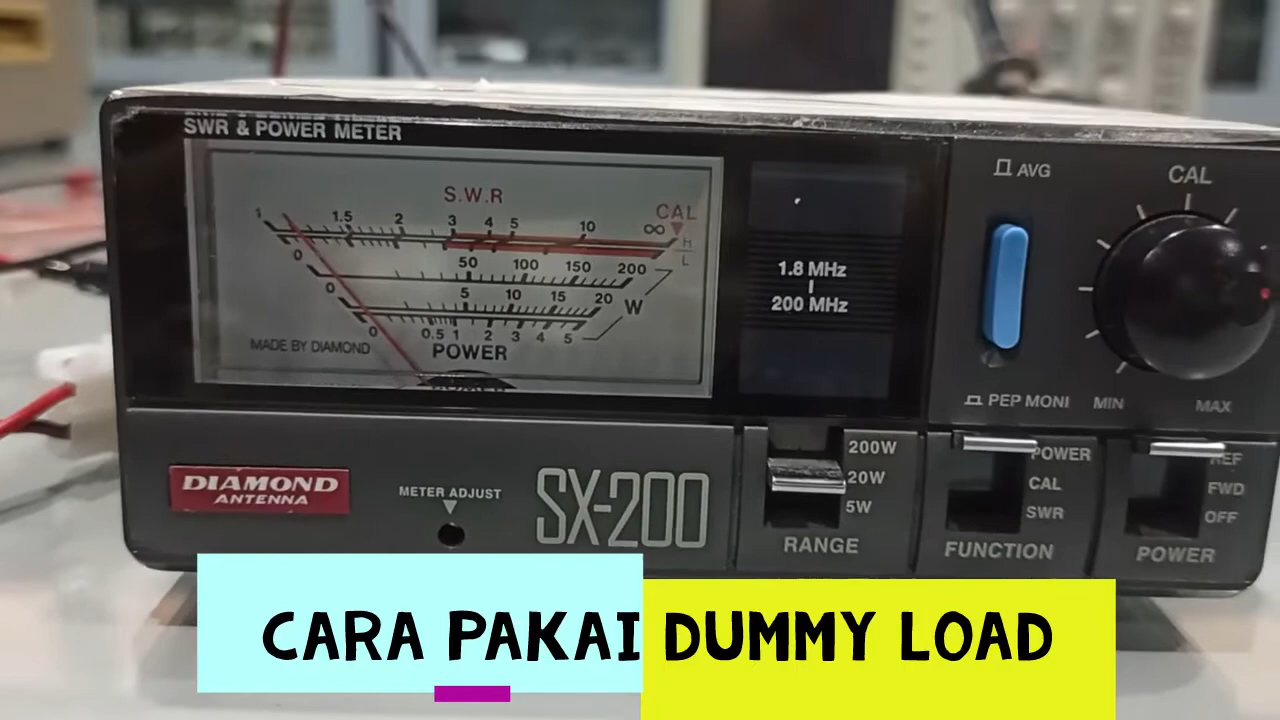 SWR & POWER METER
S.W.R
CAL
1 1.5 2 3 4 5 10 ∞
H
L
0 50 100 150 200
0 5 10 15 20
W
0 0.5 1 2 3 4 5
MADE BY DIAMOND
POWER
1.8 MHz
200 MHz
AVG
CAL
PEP MONI
MIN
MAX
DIAMOND
ANTENNA
METER ADJUST
SX-200
200W
20W
5W
RANGE
POWER
CAL
SWR
FUNCTION
REF
FWD
OFF
POWER
CARA PAKAI DUMMY LOAD